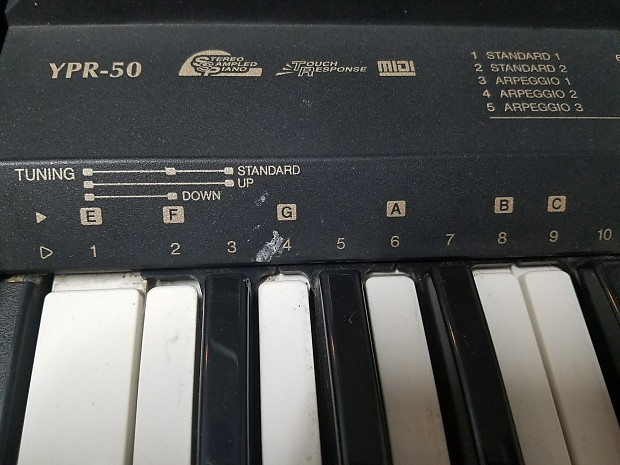 YPR-50
STEREO
SAMPLED
PIANO
TOUCH
RESPONSE
MIDI
1 STANDARD 1
2 STANDARD 2
3 ARPEGGIO 1
4 ARPEGGIO 2
5 ARPEGGIO 3
6
TUNING
STANDARD
UP
DOWN
E F G A B C
1 2 3 4 5 6 7 8 9 10